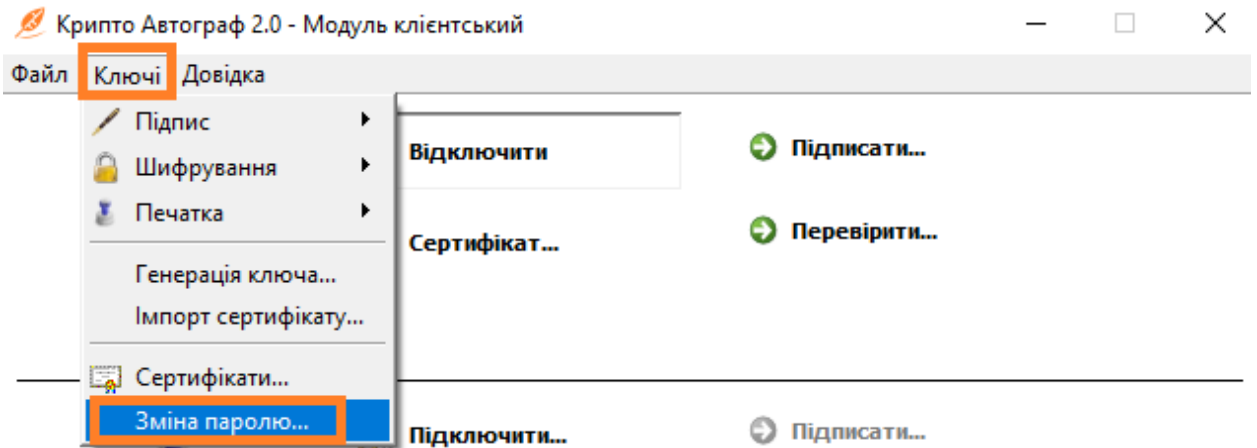 Крипто Автограф 2.0 - Модуль клієнтський
Файл Ключі Довідка
Підпис
Шифрування
Печатка
Генерація ключа...
Імпорт сертифікату...
Сертифікати...
Зміна паролю...
Відключити
Підписати...
Сертифікат...
Перевірити...
Підключити...
Підписати...